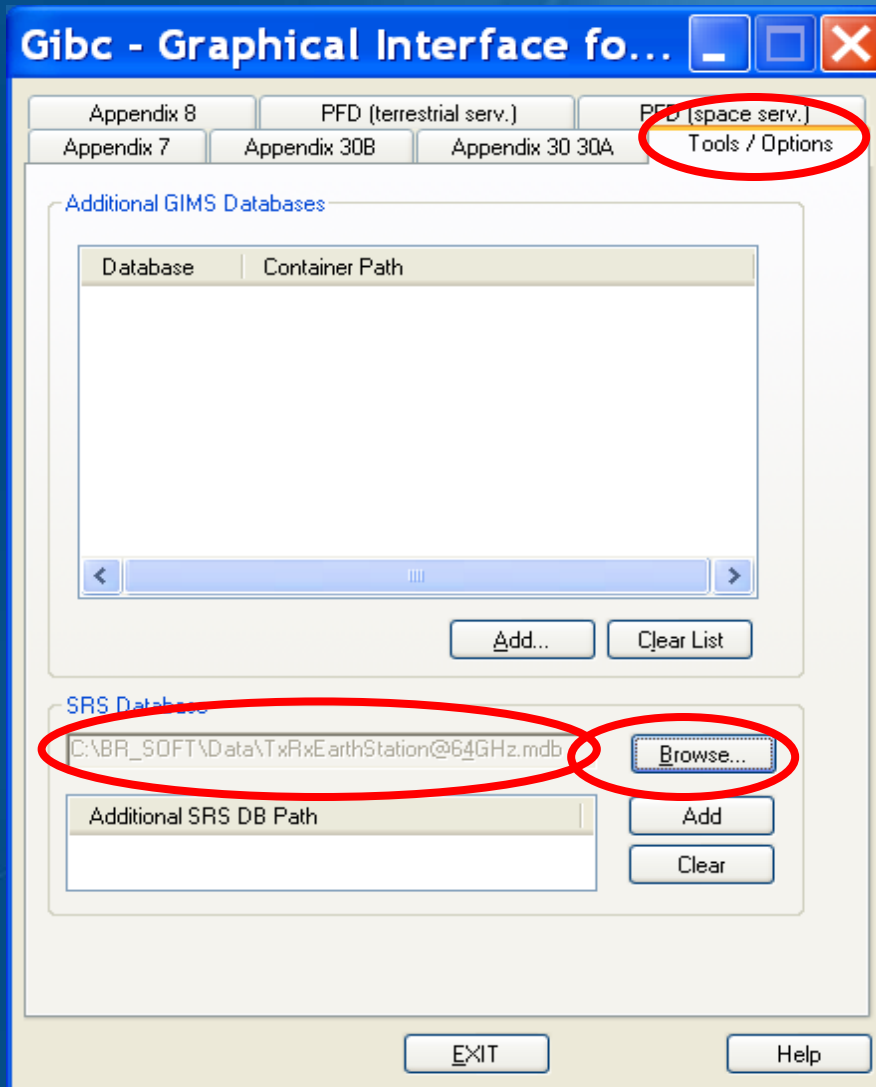 Gibc - Graphical Interface fo...
Appendix 8 PFD (terrestrial serv.) PFD (space serv.)
Appendix 7 Appendix 30B Appendix 30 30A Tools / Options
Additional GIMS Databases
Database Container Path
Add... Clear List
SRS Database
C:\BR_SOFT\Data\TxRxEarthStation@64GHz.mdb Browse...
Additional SRS DB Path Add
Clear
EXIT Help